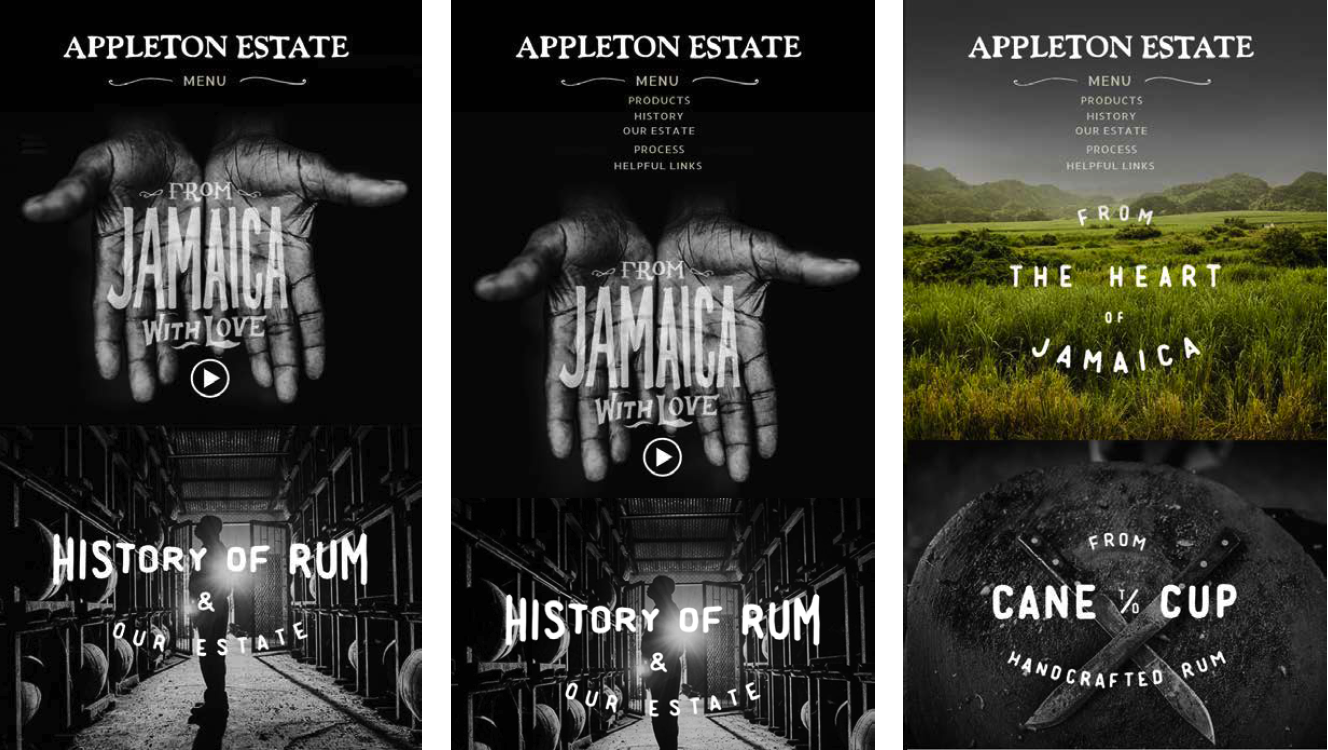 APPLETON ESTATE
MENU
FROM
JAMAICA
WITH LOVE
HISTORY OF RUM
&
OUR ESTATE
APPLETON ESTATE
MENU
PRODUCTS
HISTORY
OUR ESTATE
PROCESS
HELPFUL LINKS
FROM
JAMAICA
WITH LOVE
HISTORY OF RUM
&
OUR ESTATE
APPLETON ESTATE
MENU
PRODUCTS
HISTORY
OUR ESTATE
PROCESS
HELPFUL LINKS
FROM
THE HEART
OF
JAMAICA
FROM
CANE T/O CUP
HANDCRAFTED RUM